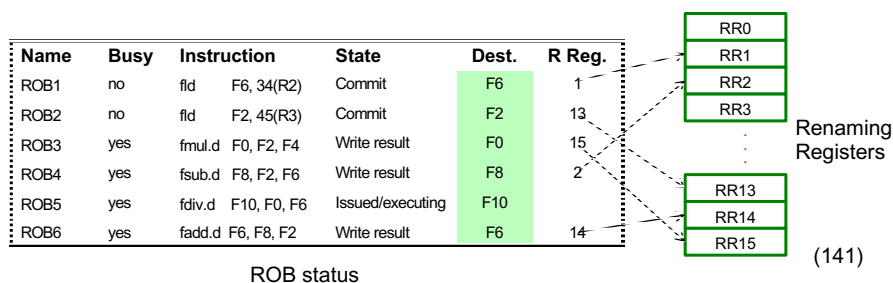 Name Busy Instruction State Dest. R Reg.
ROB1 no fld F6, 34(R2) Commit F6 1
ROB2 no fld F2, 45(R3) Commit F2 13
ROB3 yes fmul.d F0, F2, F4 Write result F0 15
ROB4 yes fsub.d F8, F2, F6 Write result F8 2
ROB5 yes fdiv.d F10, F0, F6 Issued/executing F10
ROB6 yes fadd.d F6, F8, F2 Write result F6 14
ROB status
RR0
RR1
RR2
RR3
RR13
RR14
RR15
Renaming
Registers
(141)